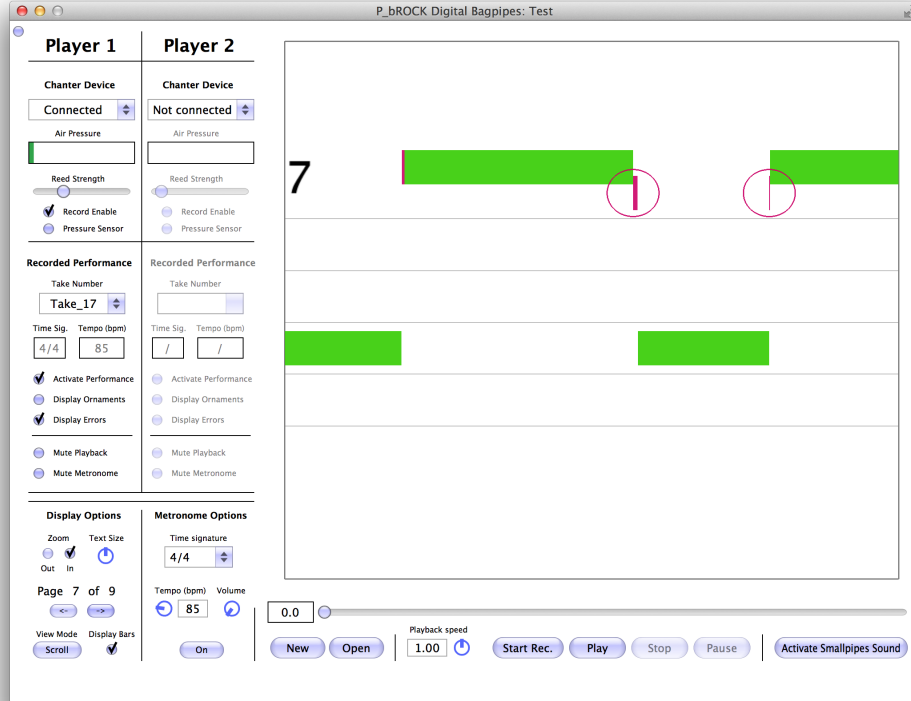 P_bROCK Digital Bagpipes: Test
Player 1
Player 2
Chanter Device
Chanter Device
Connected
Not connected
Air Pressure
Air Pressure
Reed Strength
Reed Strength
Record Enable
Record Enable
Pressure Sensor
Pressure Sensor
7
Recorded Performance
Recorded Performance
Take Number
Take Number
Take_17
Time Sig. Tempo (bpm)
Time Sig. Tempo (bpm)
4/4 85
/ /
Activate Performance
Activate Performance
Display Ornaments
Display Ornaments
Display Errors
Display Errors
Mute Playback
Mute Playback
Mute Metronome
Mute Metronome
Display Options
Metronome Options
Zoom Text Size
Time signature
Out In
4/4
Page 7 of 9
Tempo (bpm) Volume
<- ->
85
View Mode Display Bars
Scroll
On
0.0
Playback speed
New Open 1.00 Start Rec. Play Stop Pause Activate Smallpipes Sound